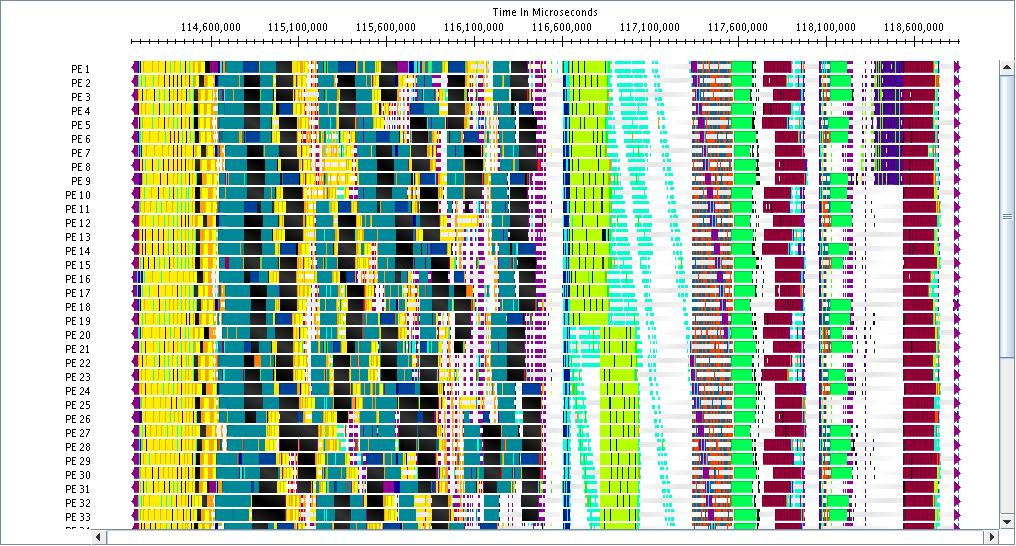 Time In Microseconds
114,600,000 115,100,000 115,600,000 116,100,000 116,600,000 117,100,000 117,600,000 118,100,000 118,600,000
PE 1
PE 2
PE 3
PE 4
PE 5
PE 6
PE 7
PE 8
PE 9
PE 10
PE 11
PE 12
PE 13
PE 14
PE 15
PE 16
PE 17
PE 18
PE 19
PE 20
PE 21
PE 22
PE 23
PE 24
PE 25
PE 26
PE 27
PE 28
PE 29
PE 30
PE 31
PE 32
PE 33